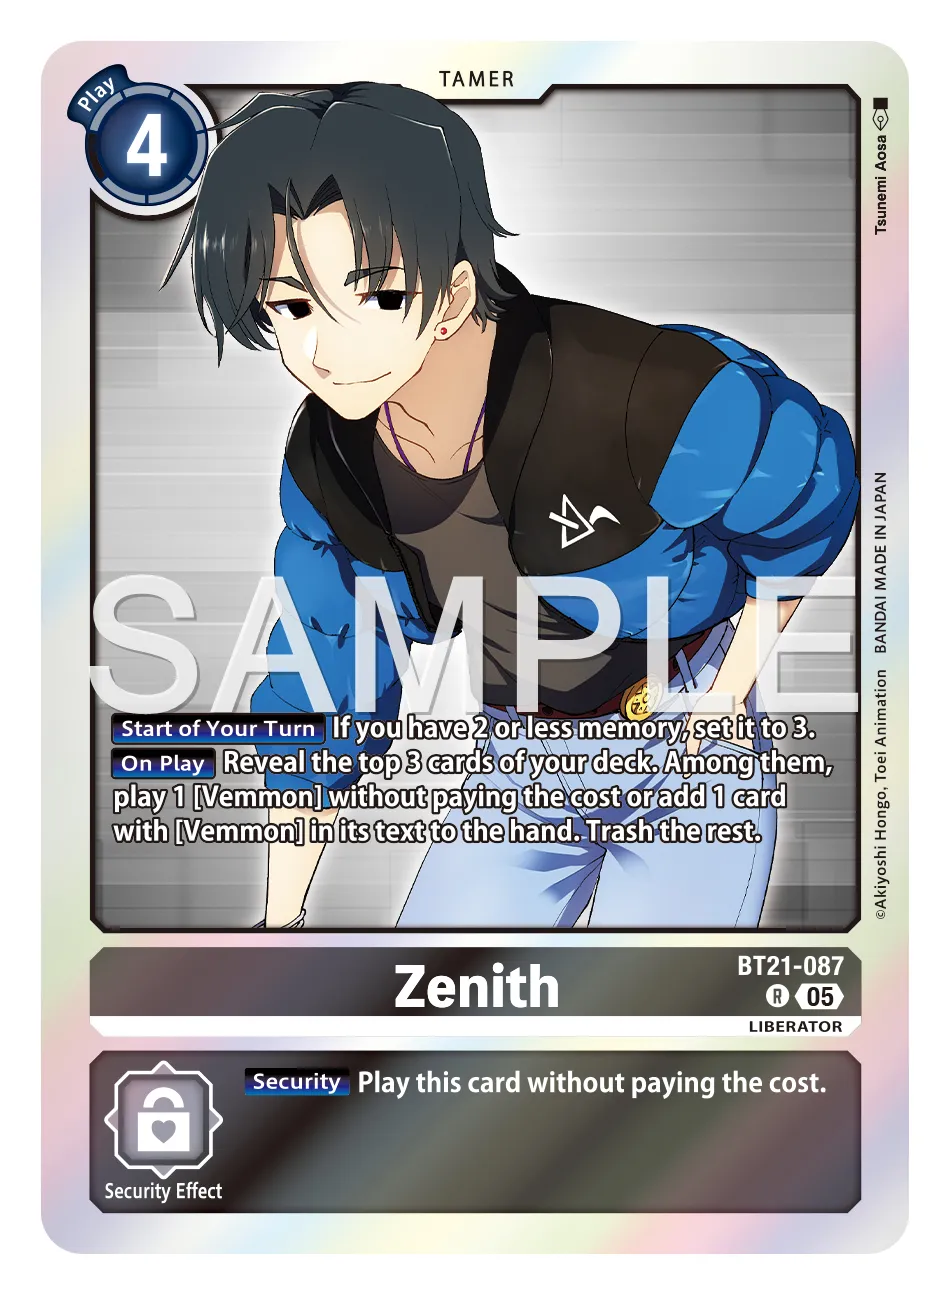 TAMER
Play
4
Tsunemi Aosa
SAMPLE
Start of Your Turn If you have 2 or less memory, set it to 3.
On Play Reveal the top 3 cards of your deck. Among them,
play 1 [Vemmon] without paying the cost or add 1 card
with [Vemmon] in its text to the hand. Trash the rest.
©Akiyoshi Hongo, Toei Animation BANDAI MADE IN JAPAN
Zenith
BT21-087
R 05
LIBERATOR
Security Play this card without paying the cost.
Security Effect